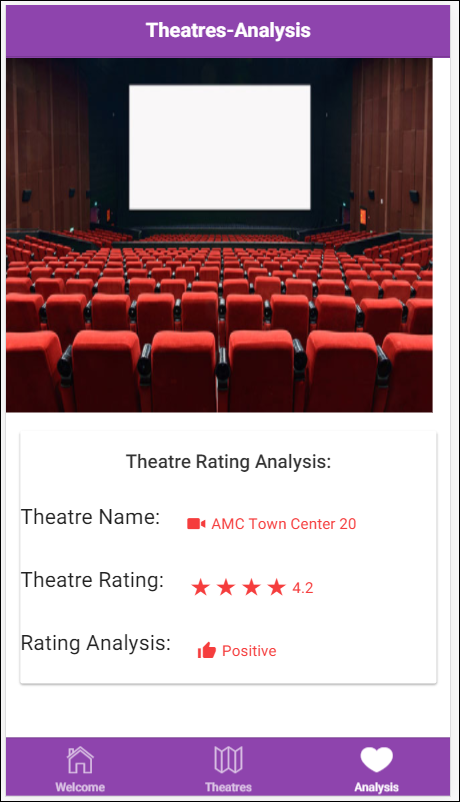 Theatres-Analysis
Theatre Rating Analysis:
Theatre Name: AMC Town Center 20
Theatre Rating: 4.2
Rating Analysis: Positive
Welcome Theatres Analysis